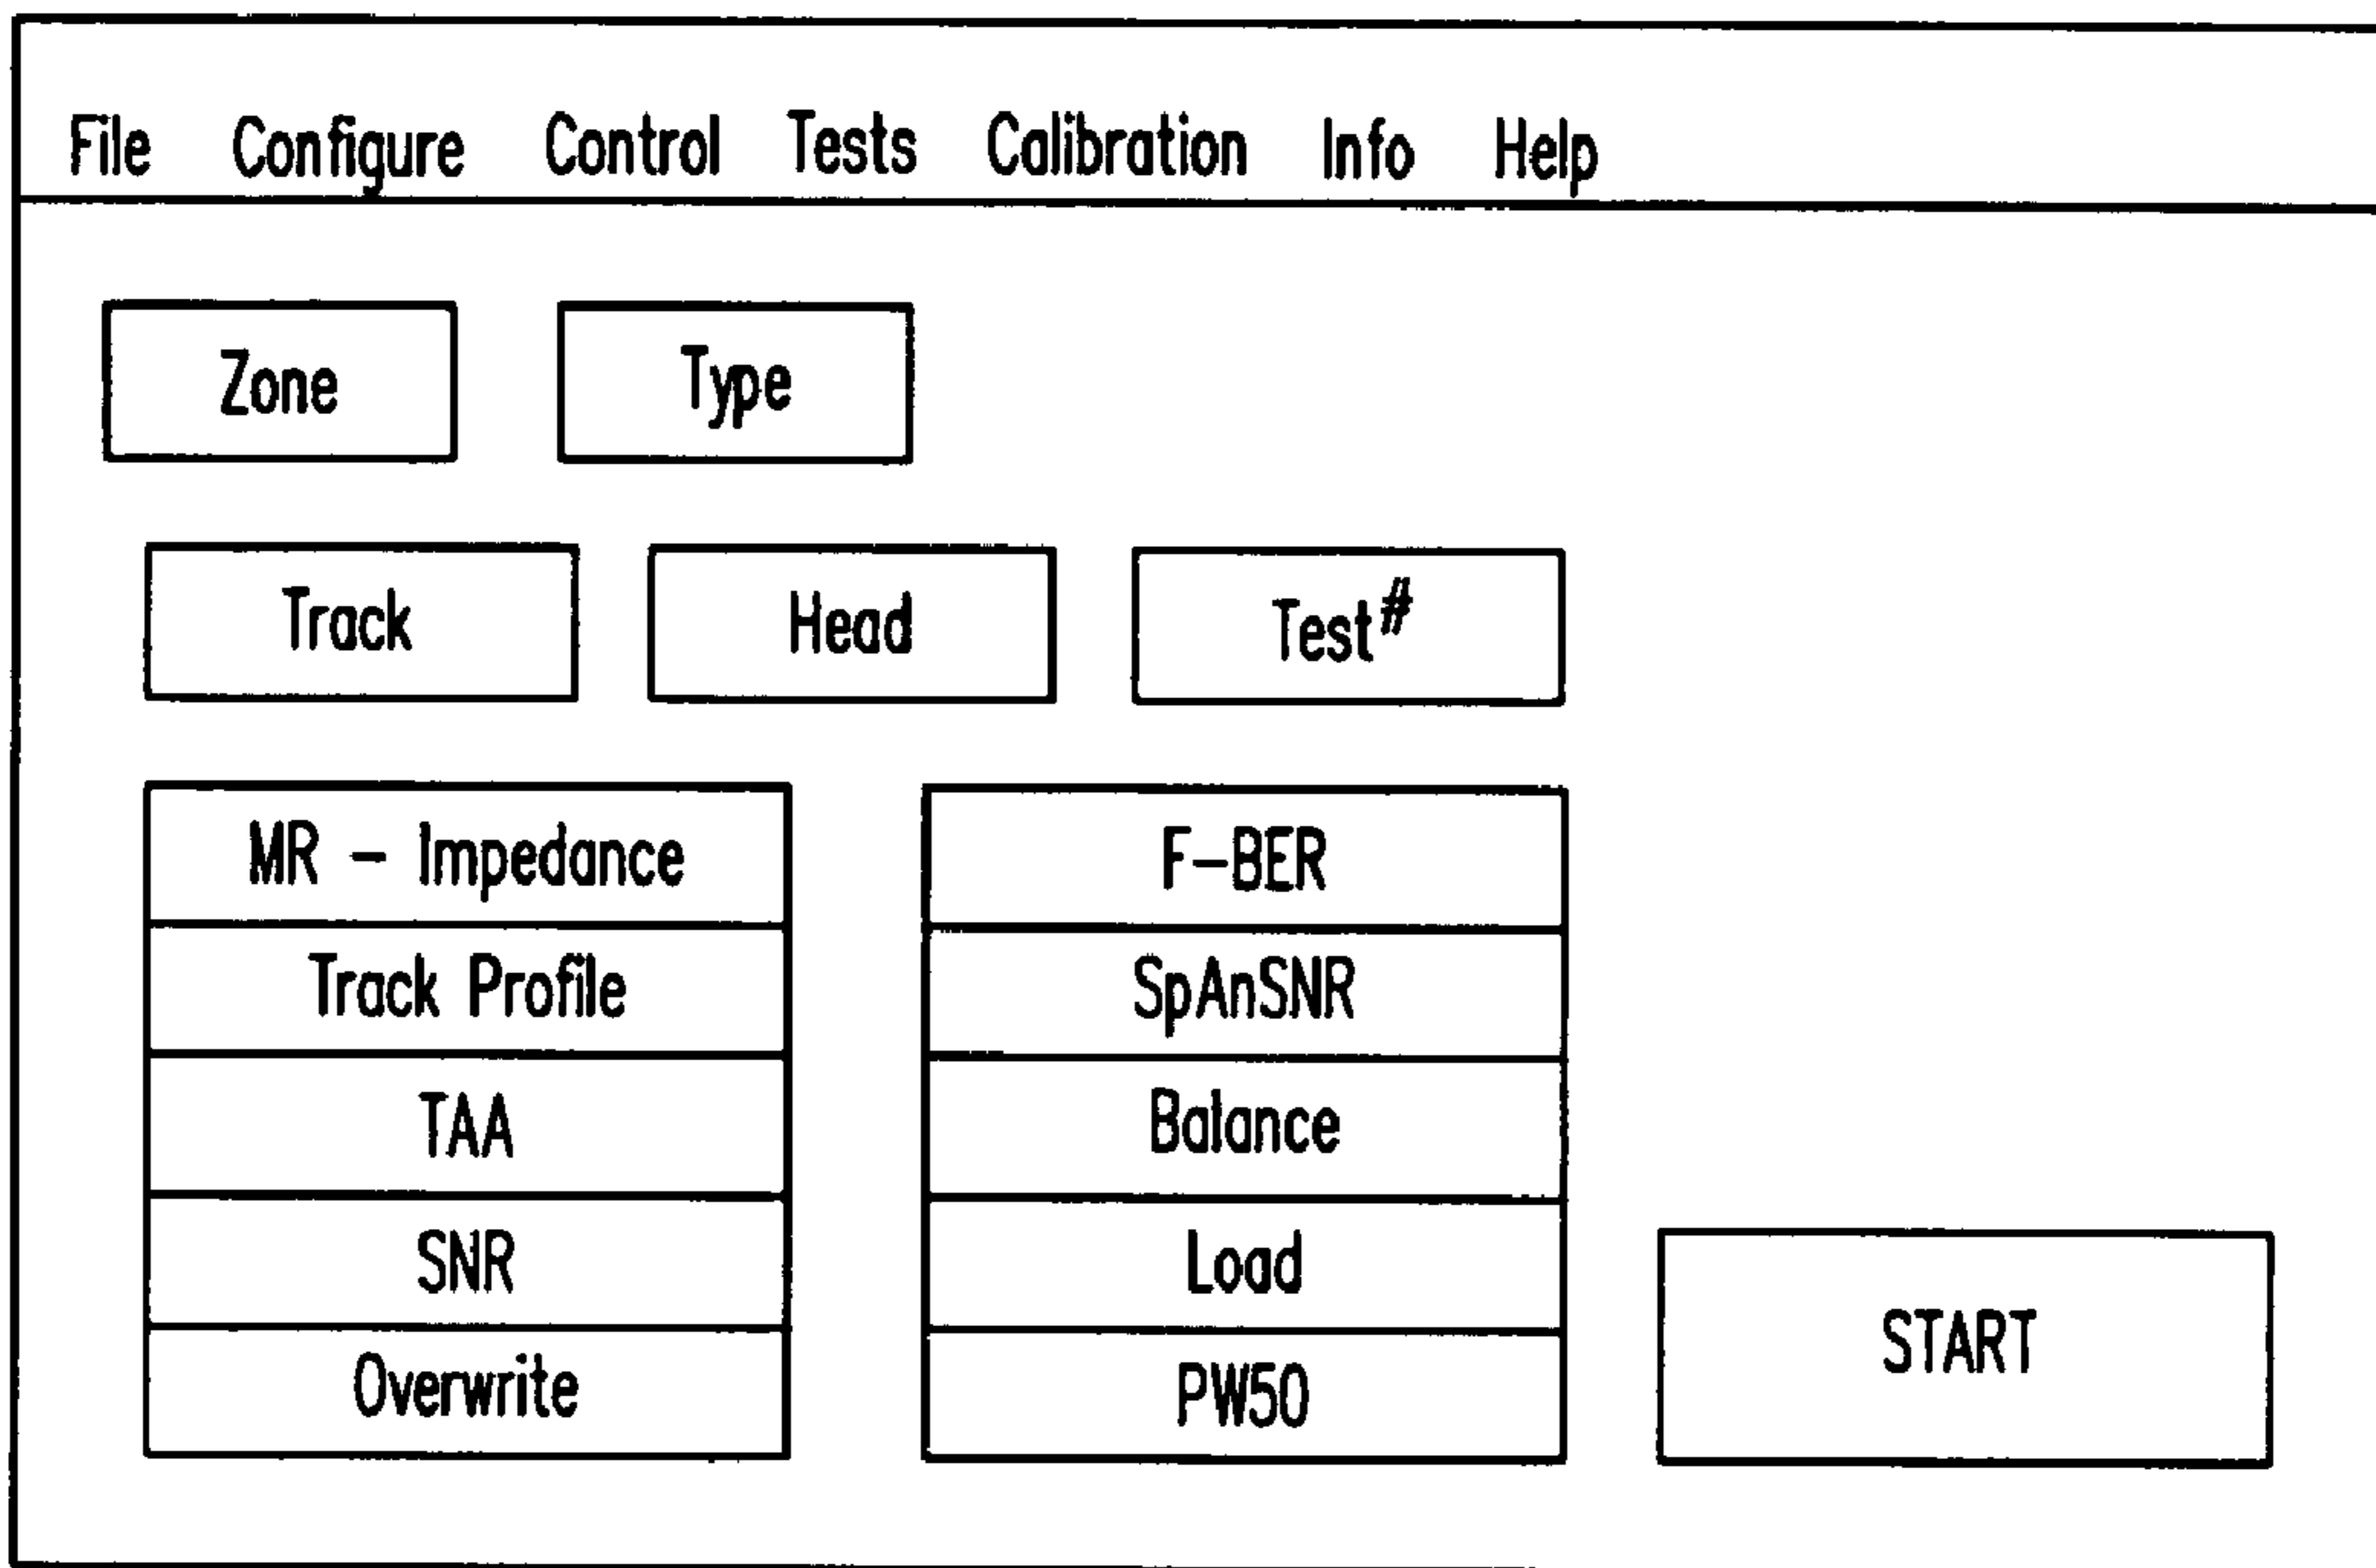 File Configure Control Tests Calibration Info Help
Zone Type
Track Head Test#
MR - Impedance
Track Profile
TAA
SNR
Overwrite
F-BER
SpAnSNR
Balance
Load
PW50
START